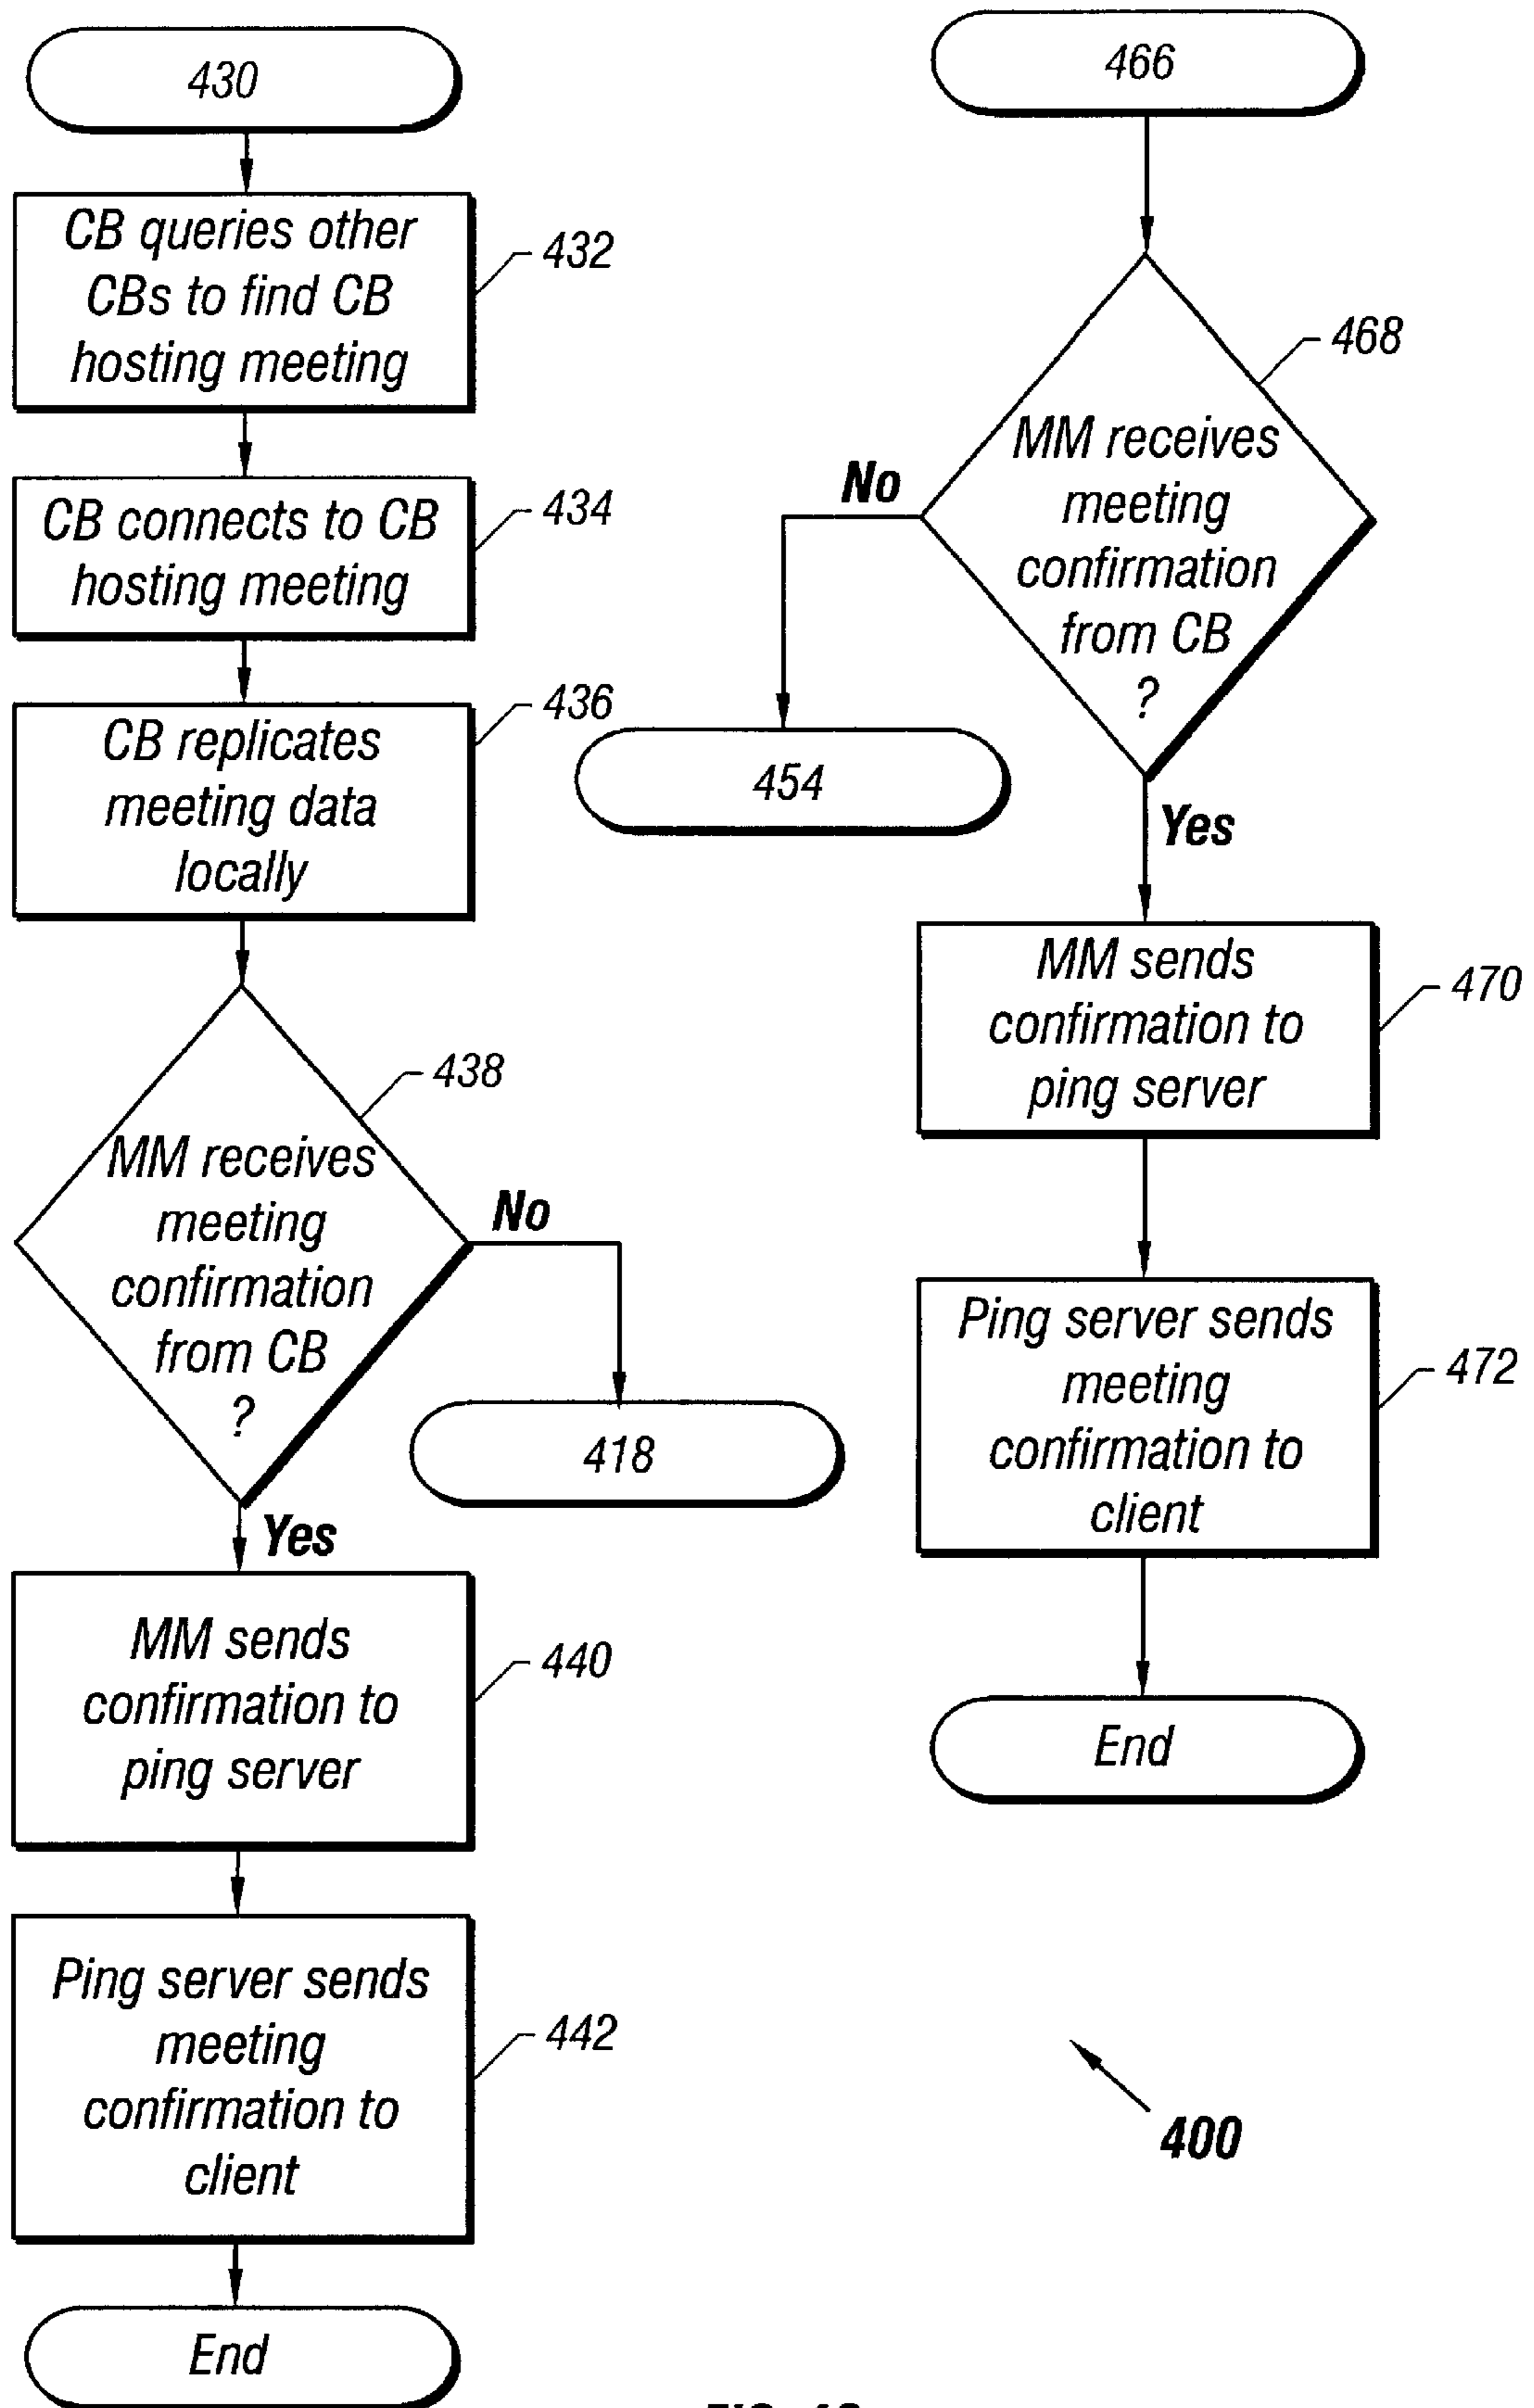 430
CB queries other
CBs to find CB
hosting meeting
432
CB connects to CB
hosting meeting
434
CB replicates
meeting data
locally
436
MM receives
meeting
confirmation
from CB
?
438
No
418
Yes
MM sends
confirmation to
ping server
440
Ping server sends
meeting
confirmation to
client
442
End
466
MM receives
meeting
confirmation
from CB
?
468
No
454
Yes
MM sends
confirmation to
ping server
470
Ping server sends
meeting
confirmation to
client
472
End
400